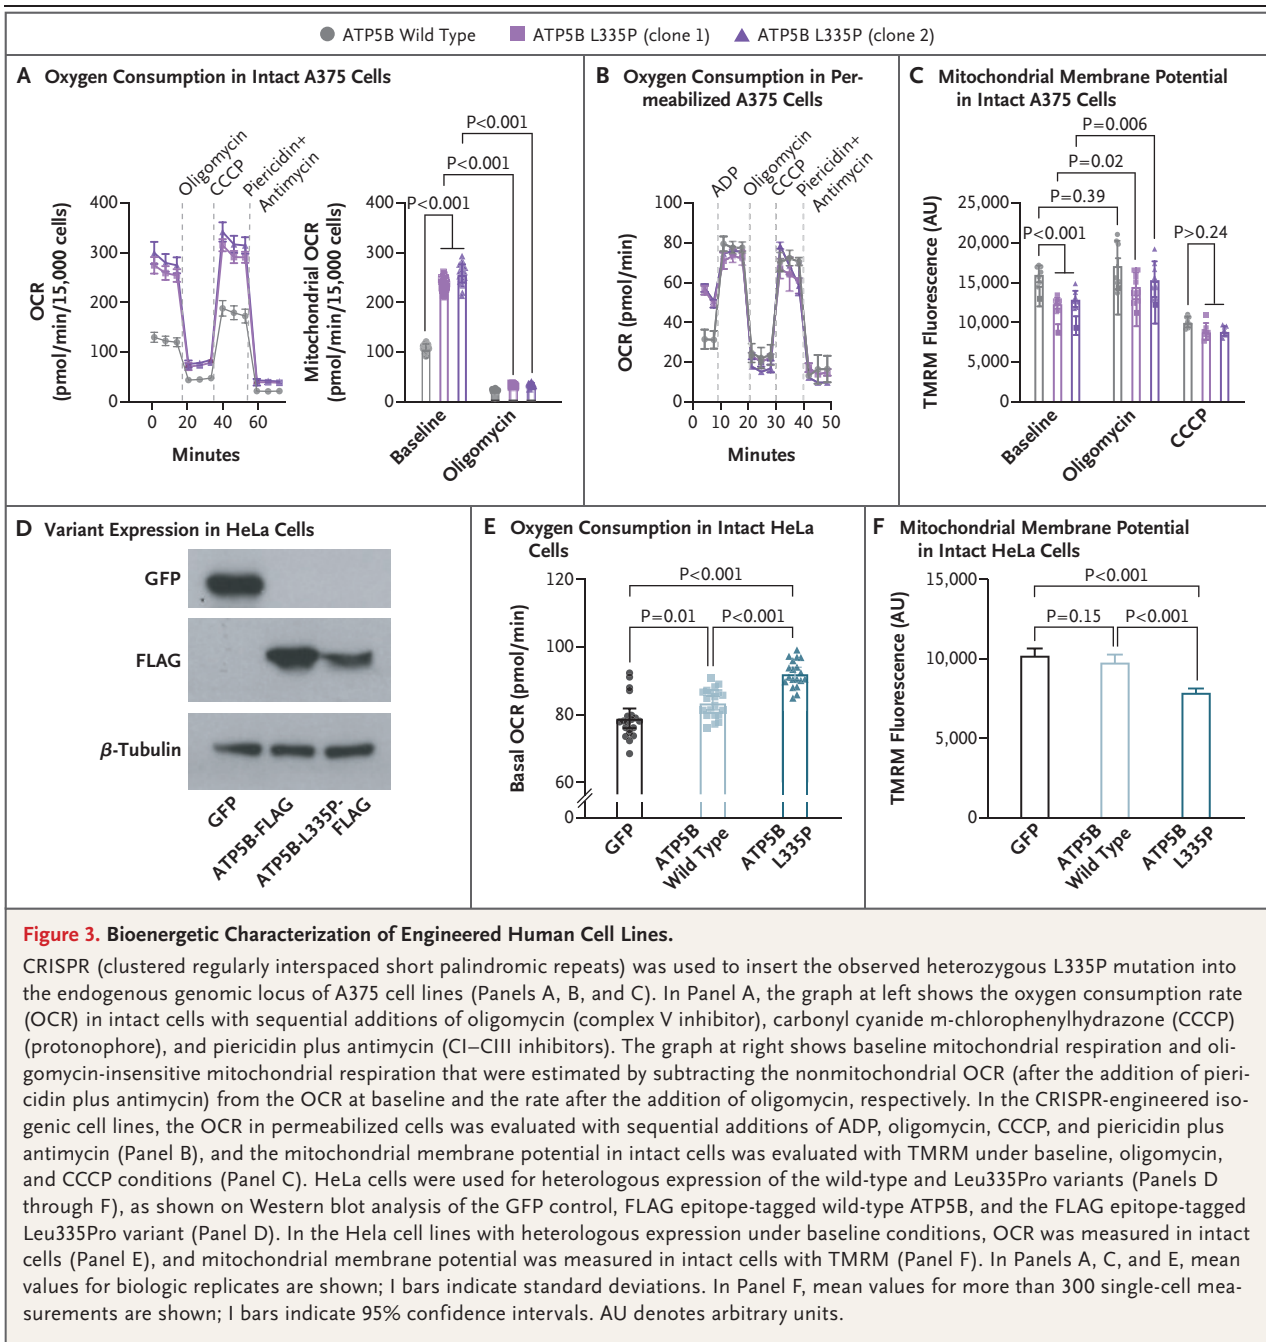 ATP5B Wild Type ATP5B L335P (clone 1) ATP5B L335P (clone 2)
A Oxygen Consumption in Intact A375 Cells
Oligomycin
CCCP
Piericidin+
Antimycin
OCR
(pmol/min/15,000 cells)
400
300
200
100
0
0 20 40 60
Minutes
Mitochondrial OCR
(pmol/min/15,000 cells)
400
300
200
100
0
P<0.001
P<0.001
P<0.001
Baseline
Oligomycin
B Oxygen Consumption in Per-
meabilized A375 Cells
ADP
Oligomycin
CCCP
Piericidin+
Antimycin
OCR (pmol/min)
100
80
60
40
20
0
0 10 20 30 40 50
Minutes
C Mitochondrial Membrane Potential
in Intact A375 Cells
P=0.006
P=0.02
P=0.39
P<0.001
P>0.24
TMRM Fluorescence (AU)
25,000
20,000
15,000
10,000
5,000
0
Baseline
Oligomycin
CCCP
D Variant Expression in HeLa Cells
GFP
FLAG
β-Tubulin
GFP
ATP5B-FLAG
ATP5B-L335P-
FLAG
E Oxygen Consumption in Intact HeLa
Cells
P<0.001
P=0.01
P<0.001
Basal OCR (pmol/min)
120
100
80
60
0
GFP
ATP5B
Wild Type
ATP5B
L335P
F Mitochondrial Membrane Potential
in Intact HeLa Cells
P<0.001
P=0.15
P<0.001
TMRM Fluorescence (AU)
15,000
10,000
5,000
0
GFP
ATP5B
Wild Type
ATP5B
L335P
Figure 3. Bioenergetic Characterization of Engineered Human Cell Lines.
CRISPR (clustered regularly interspaced short palindromic repeats) was used to insert the observed heterozygous L335P mutation into
the endogenous genomic locus of A375 cell lines (Panels A, B, and C). In Panel A, the graph at left shows the oxygen consumption rate
(OCR) in intact cells with sequential additions of oligomycin (complex V inhibitor), carbonyl cyanide m-chlorophenylhydrazone (CCCP)
(protonophore), and piericidin plus antimycin (CI–CIII inhibitors). The graph at right shows baseline mitochondrial respiration and oli-
gomycin-insensitive mitochondrial respiration that were estimated by subtracting the nonmitochondrial OCR (after the addition of pieri-
cidin plus antimycin) from the OCR at baseline and the rate after the addition of oligomycin, respectively. In the CRISPR-engineered iso-
genic cell lines, the OCR in permeabilized cells was evaluated with sequential additions of ADP, oligomycin, CCCP, and piericidin plus
antimycin (Panel B), and the mitochondrial membrane potential in intact cells was evaluated with TMRM under baseline, oligomycin,
and CCCP conditions (Panel C). HeLa cells were used for heterologous expression of the wild-type and Leu335Pro variants (Panels D
through F), as shown on Western blot analysis of the GFP control, FLAG epitope-tagged wild-type ATP5B, and the FLAG epitope-tagged
Leu335Pro variant (Panel D). In the Hela cell lines with heterologous expression under baseline conditions, OCR was measured in intact
cells (Panel E), and mitochondrial membrane potential was measured in intact cells with TMRM (Panel F). In Panels A, C, and E, mean
values for biologic replicates are shown; I bars indicate standard deviations. In Panel F, mean values for more than 300 single-cell mea-
surements are shown; I bars indicate 95% confidence intervals. AU denotes arbitrary units.